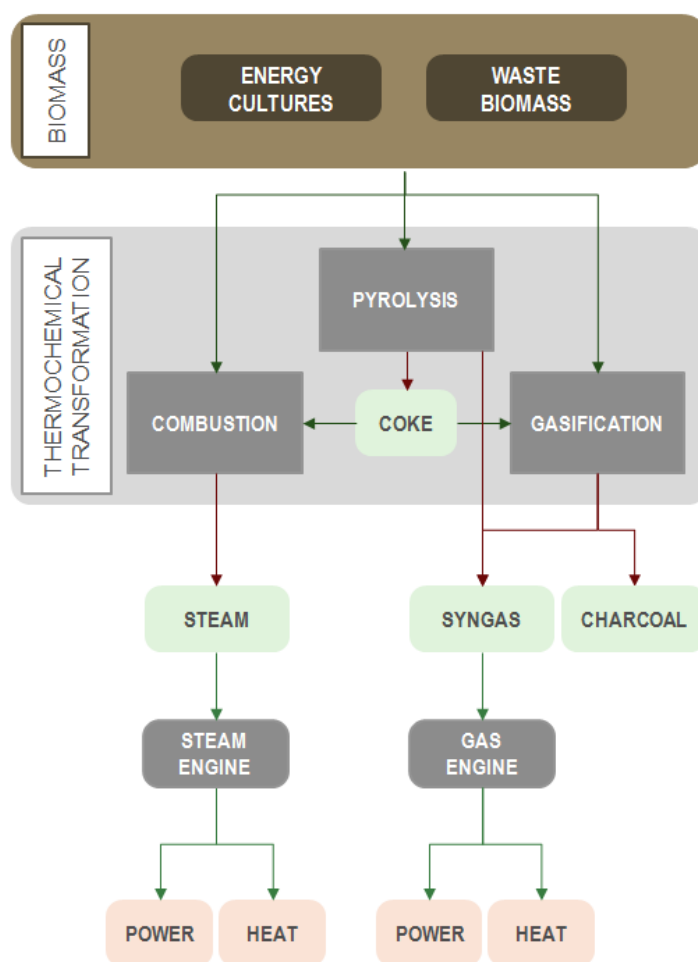 BIOMASS
ENERGY
CULTURES
WASTE
BIOMASS
THERMOCHEMICAL
TRANSFORMATION
PYROLYSIS
COMBUSTION
COKE
GASIFICATION
STEAM
SYNGAS
CHARCOAL
STEAM
ENGINE
GAS
ENGINE
POWER
HEAT
POWER
HEAT